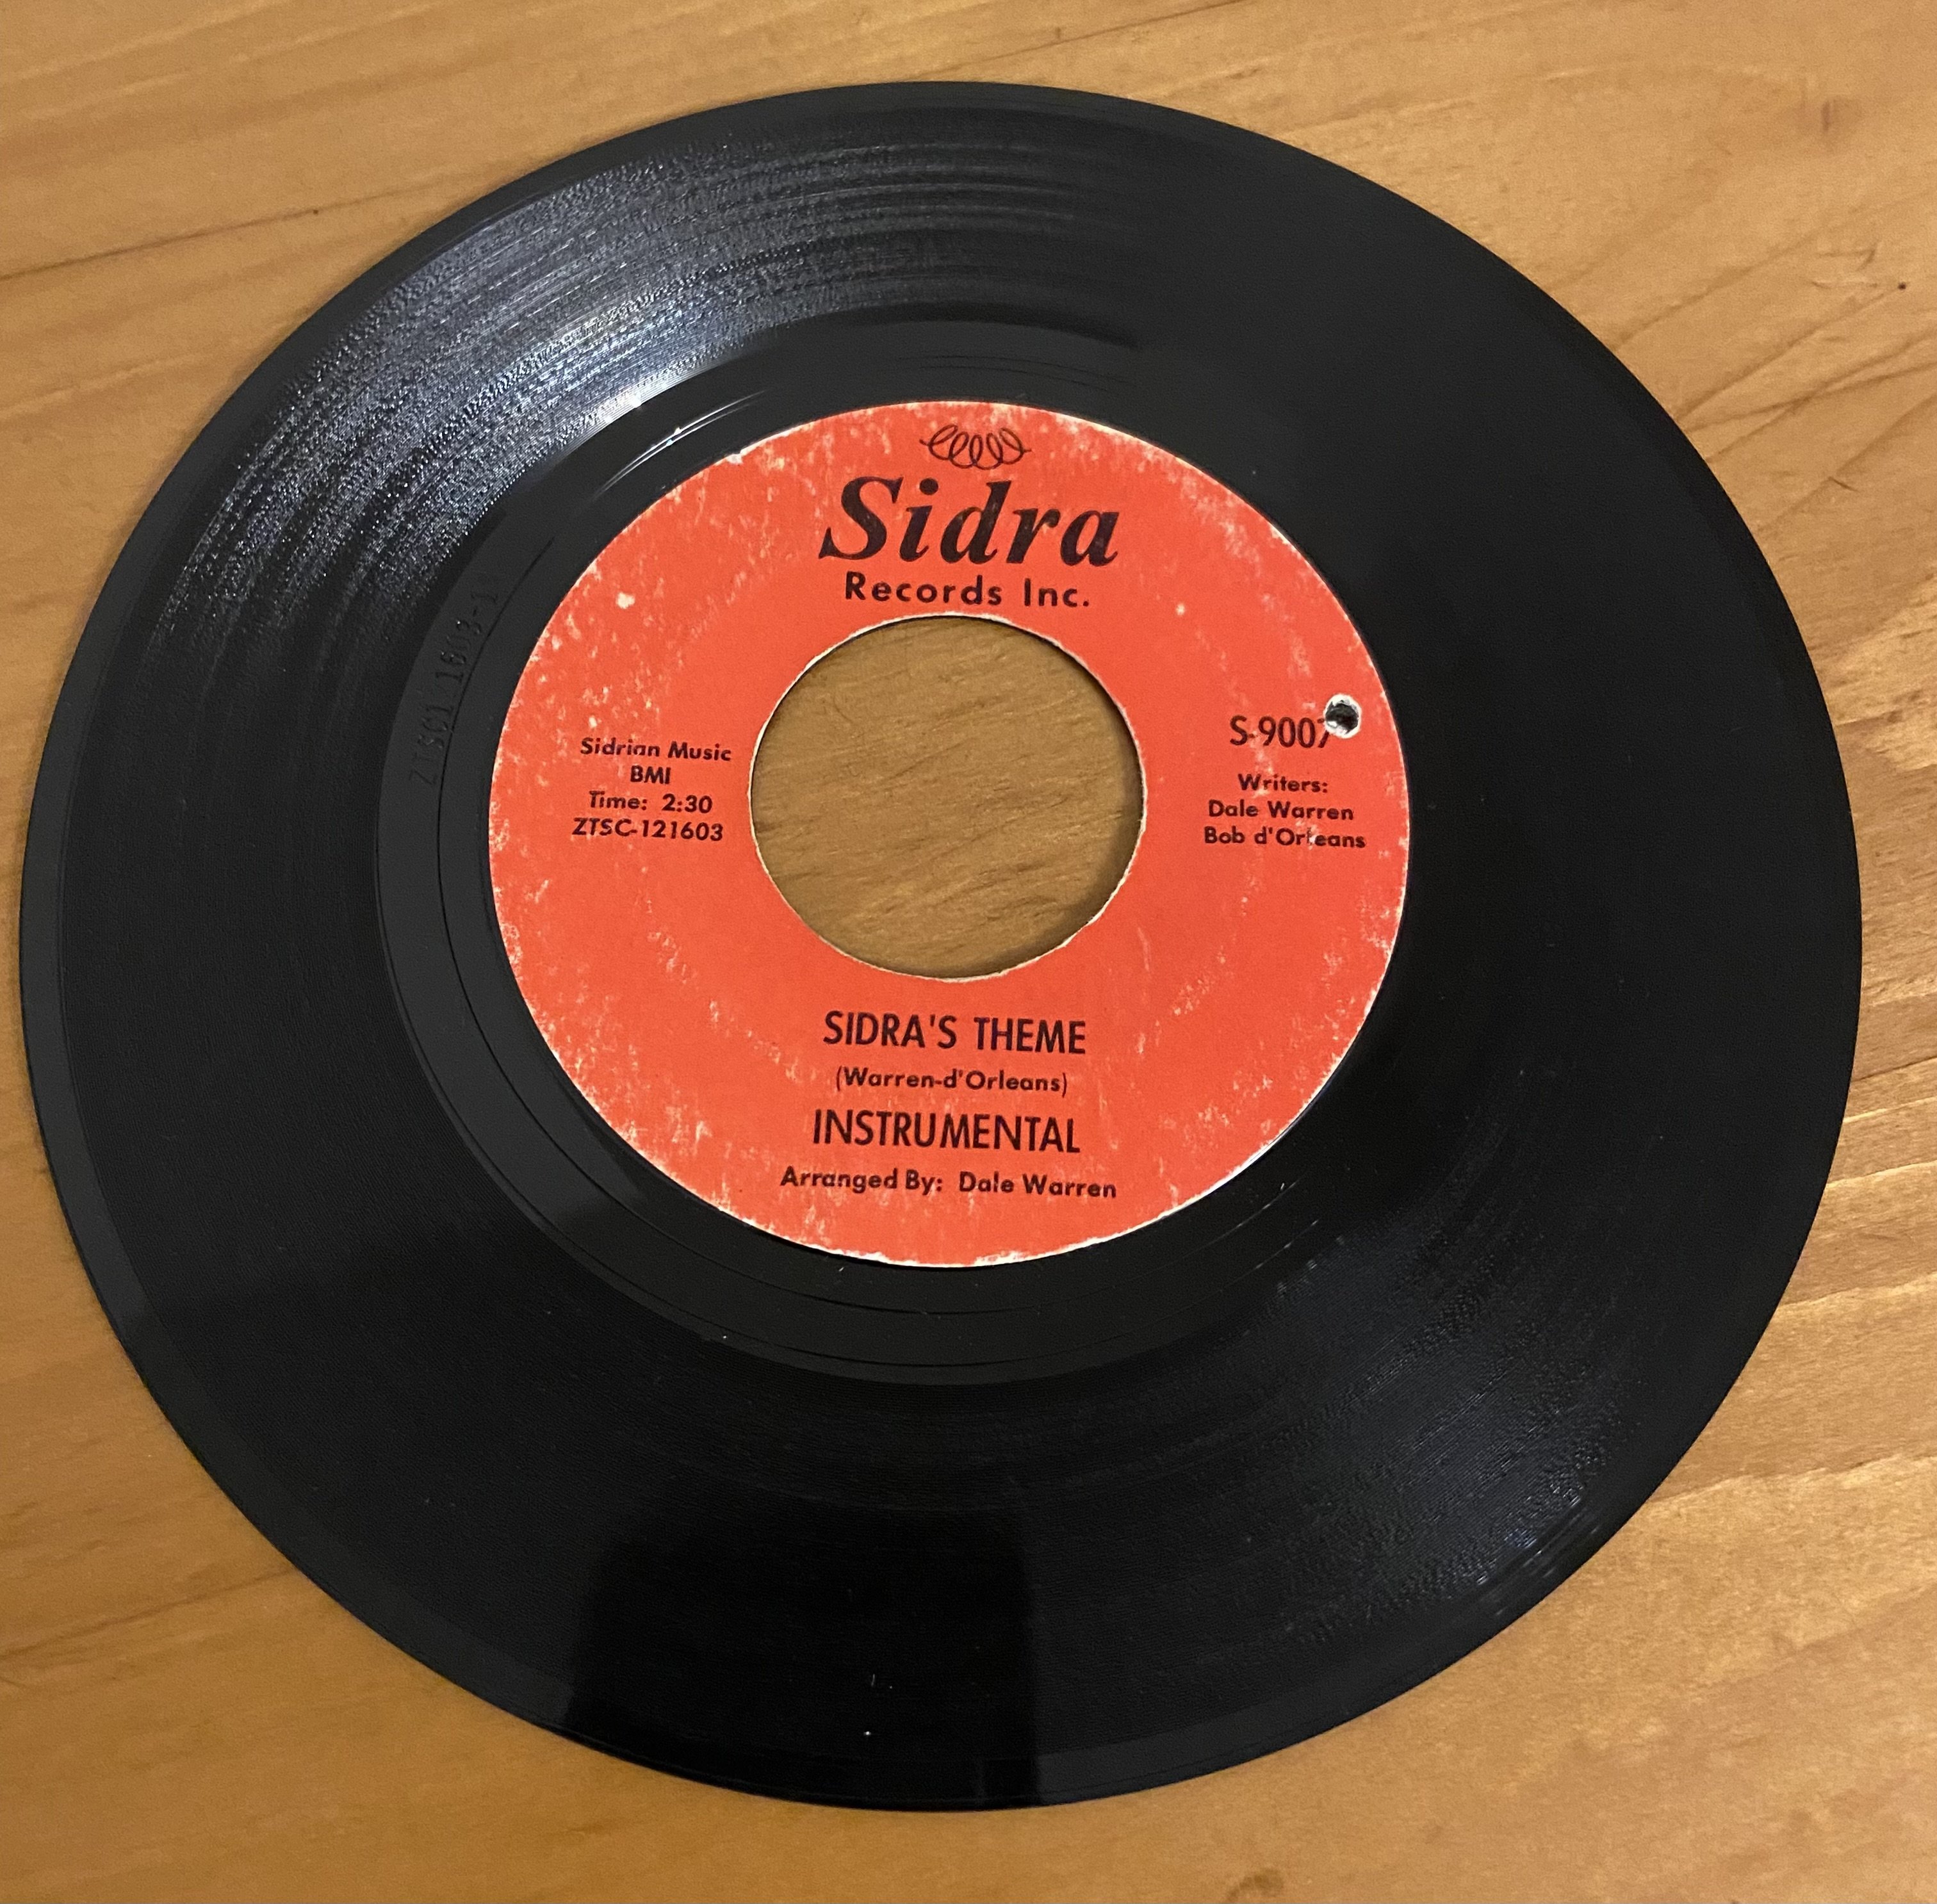 Sidra
Records Inc.
Sidrian Music
BMI
Time: 2:30
ZTSC-121603
S-9007
Writers:
Dale Warren
Bob d'Orleans
SIDRA'S THEME
(Warren-d'Orleans)
INSTRUMENTAL
Arranged By: Dale Warren